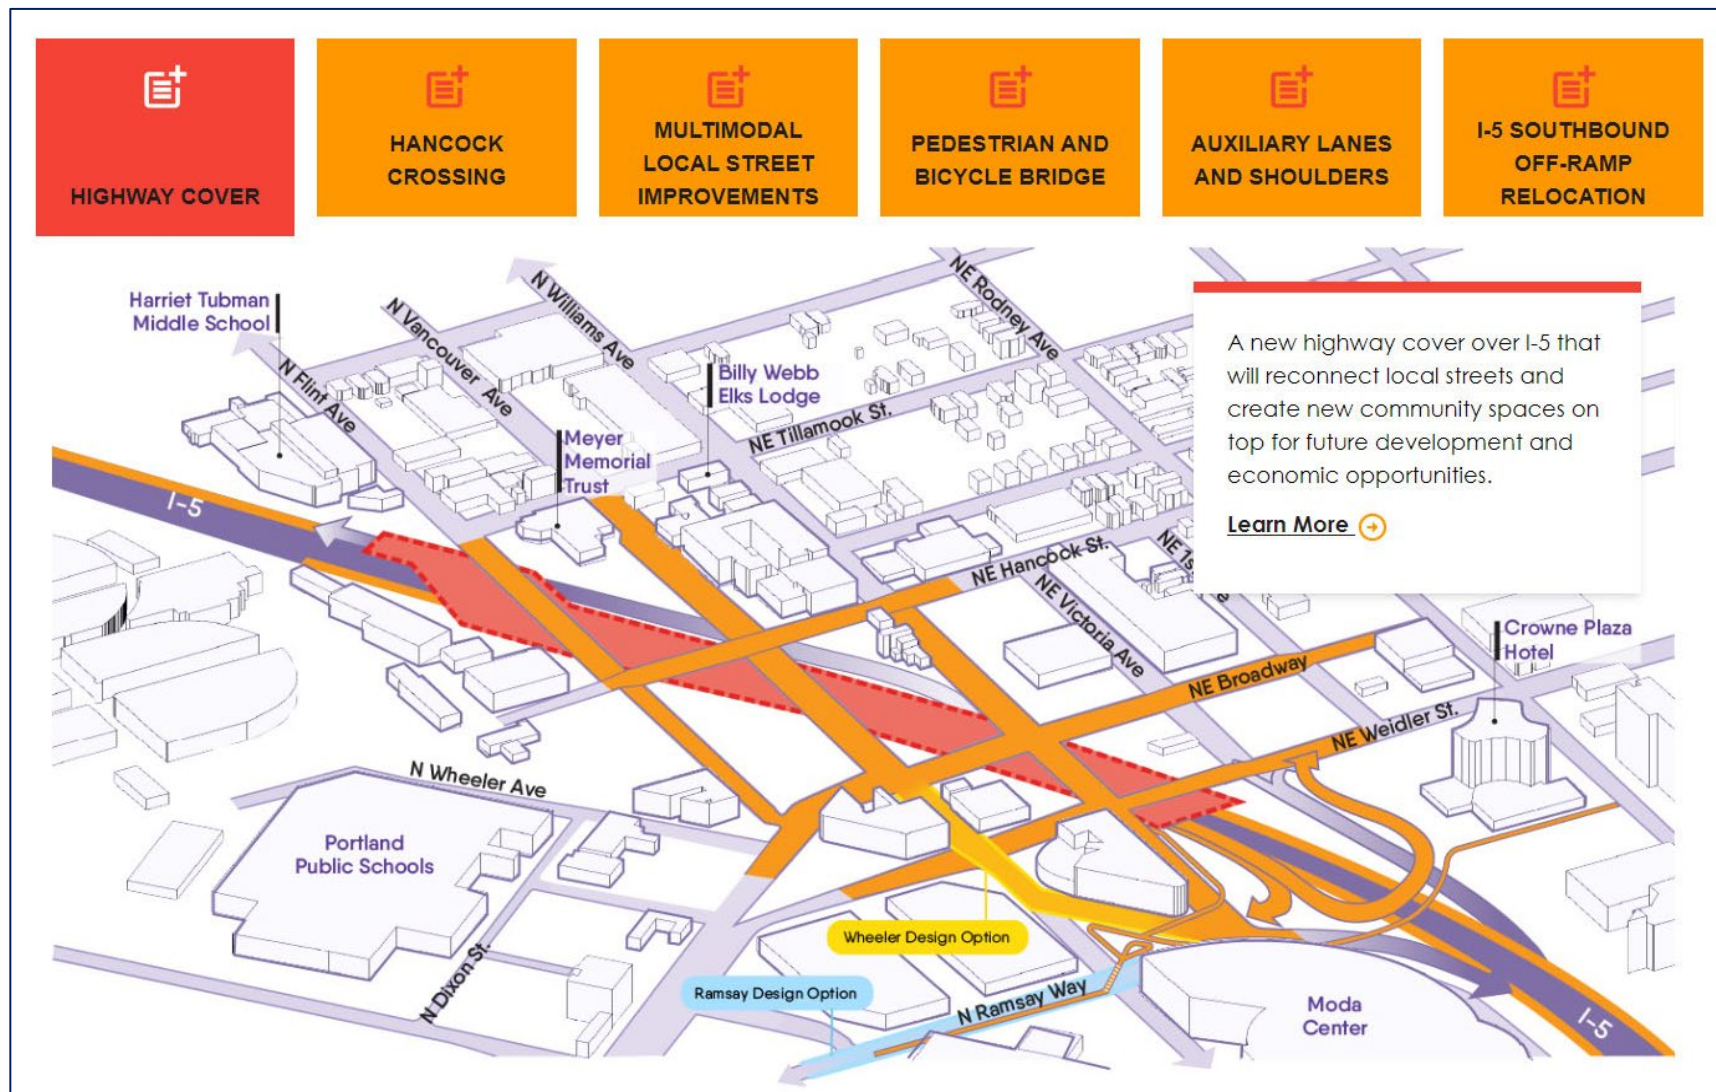 HIGHWAY COVER
HANCOCK
CROSSING
MULTIMODAL
LOCAL STREET
IMPROVEMENTS
PEDESTRIAN AND
BICYCLE BRIDGE
AUXILIARY LANES
AND SHOULDERS
I-5 SOUTHBOUND
OFF-RAMP
RELOCATION
Harriet Tubman
Middle School
N Flint Ave
N Vancouver Ave
N Williams Ave
NE Rodney Ave
A new highway cover over I-5 that
will reconnect local streets and
create new community spaces on
top for future development and
economic opportunities.
Learn More
Billy Webb
Elks Lodge
NE Tillamook St.
Meyer
Memorial
Trust
I-5
NE Hancock St.
NE 1s
NE Victoria Ave
Crowne Plaza
Hotel
NE Broadway
NE Weidler St.
N Wheeler Ave
Portland
Public Schools
Wheeler Design Option
Ramsay Design Option
N Dixon St.
N Ramsay Way
Moda
Center
I-5